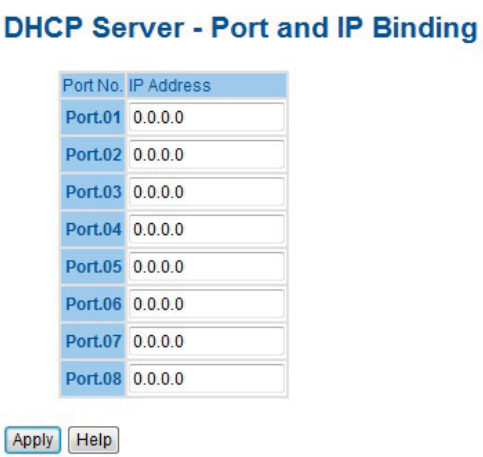 DHCP Server - Port and IP Binding
Port No. IP Address
Port.01 0.0.0.0
Port.02 0.0.0.0
Port.03 0.0.0.0
Port.04 0.0.0.0
Port.05 0.0.0.0
Port.06 0.0.0.0
Port.07 0.0.0.0
Port.08 0.0.0.0
Apply Help